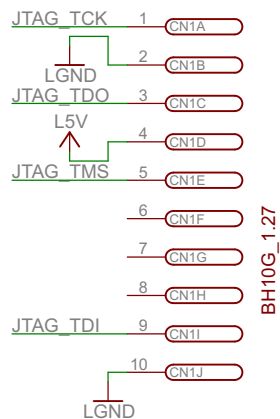 JTAG_TCK 1 CN1A
LGND 2 CN1B
JTAG_TDO 3 CN1C
L5V 4 CN1D
JTAG_TMS 5 CN1E
6 CN1F
7 CN1G
8 CN1H
JTAG_TDI 9 CN1I
10 CN1J
LGND
BH10G_1.27